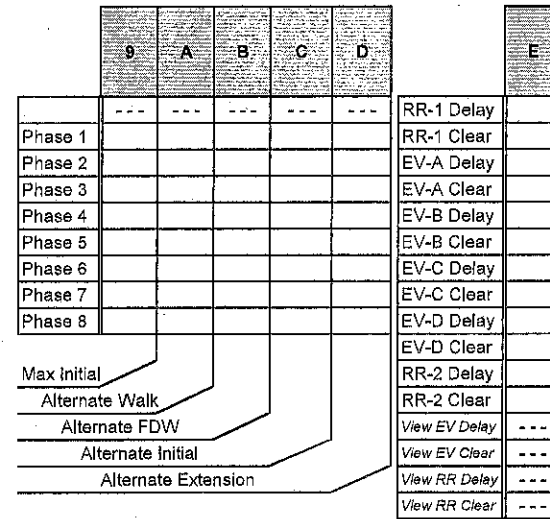 9 A B C D E
--- --- --- --- --- RR-1 Delay
Phase 1 RR-1 Clear
Phase 2 EV-A Delay
Phase 3 EV-A Clear
Phase 4 EV-B Delay
Phase 5 EV-B Clear
Phase 6 EV-C Delay
Phase 7 EV-C Clear
Phase 8 EV-D Delay
EV-D Clear
Max Initial RR-2 Delay
Alternate Walk RR-2 Clear
Alternate FDW View EV Delay ---
Alternate Initial View EV Clear ---
Alternate Extension View RR Delay ---
View RR Clear ---